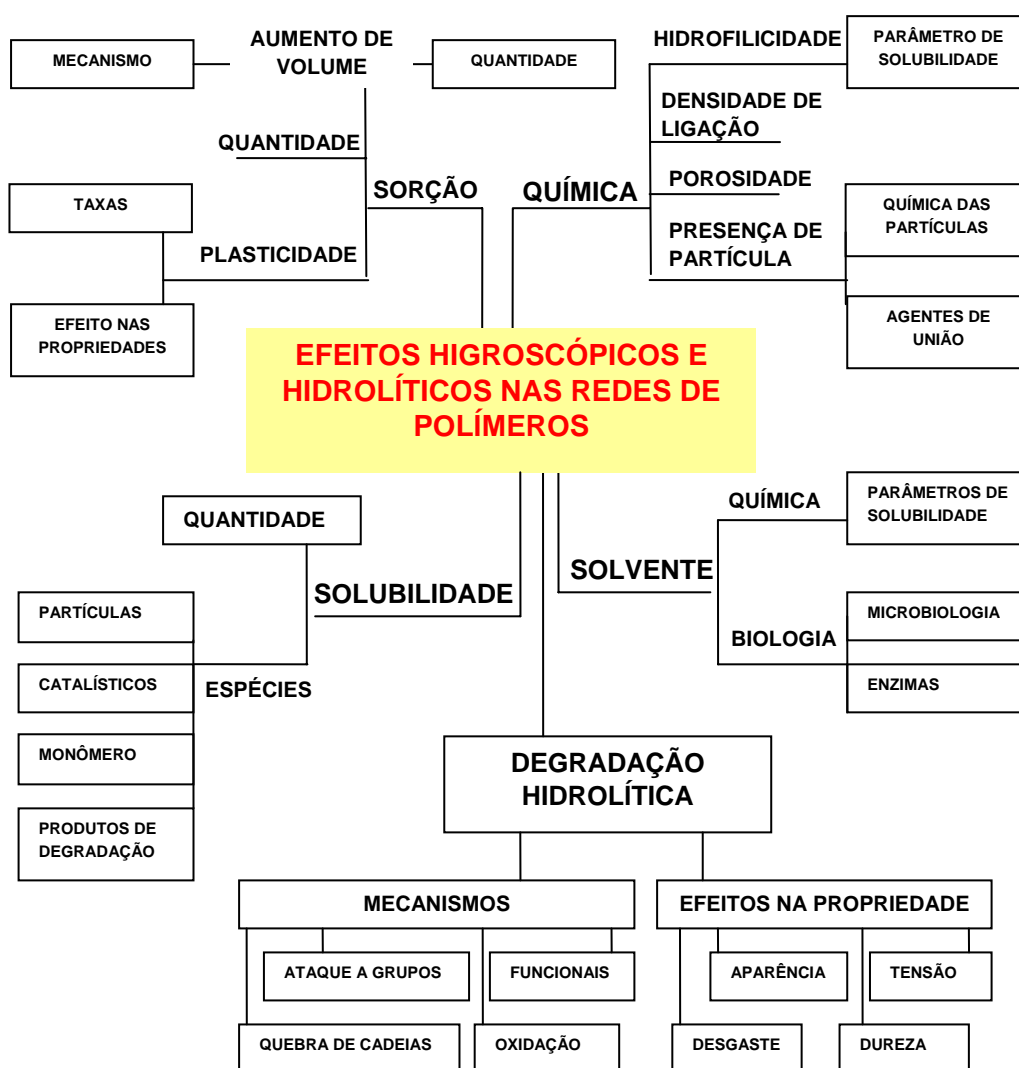 MECANISMO
AUMENTO DE
VOLUME
QUANTIDADE
HIDROFILICIDADE
PARÂMETRO DE
SOLUBILIDADE
DENSIDADE DE
LIGAÇÃO
QUANTIDADE
SORÇÃO
QUÍMICA
POROSIDADE
TAXAS
QUÍMICA DAS
PARTÍCULAS
PRESENÇA DE
PARTÍCULA
PLASTICIDADE
EFEITO NAS
PROPRIEDADES
AGENTES DE
UNIÃO
EFEITOS HIGROSCÓPICOS E
HIDROLÍTICOS NAS REDES DE
POLÍMEROS
QUANTIDADE
QUÍMICA
PARÂMETROS DE
SOLUBILIDADE
SOLVENTE
SOLUBILIDADE
PARTÍCULAS
MICROBIOLOGIA
BIOLOGIA
CATALÍSTICOS
ESPÉCIES
ENZIMAS
MONÔMERO
DEGRADAÇÃO
HIDROLÍTICA
PRODUTOS DE
DEGRADAÇÃO
MECANISMOS
EFEITOS NA PROPRIEDADE
ATAQUE A GRUPOS
FUNCIONAIS
APARÊNCIA
TENSÃO
QUEBRA DE CADEIAS
OXIDAÇÃO
DESGASTE
DUREZA